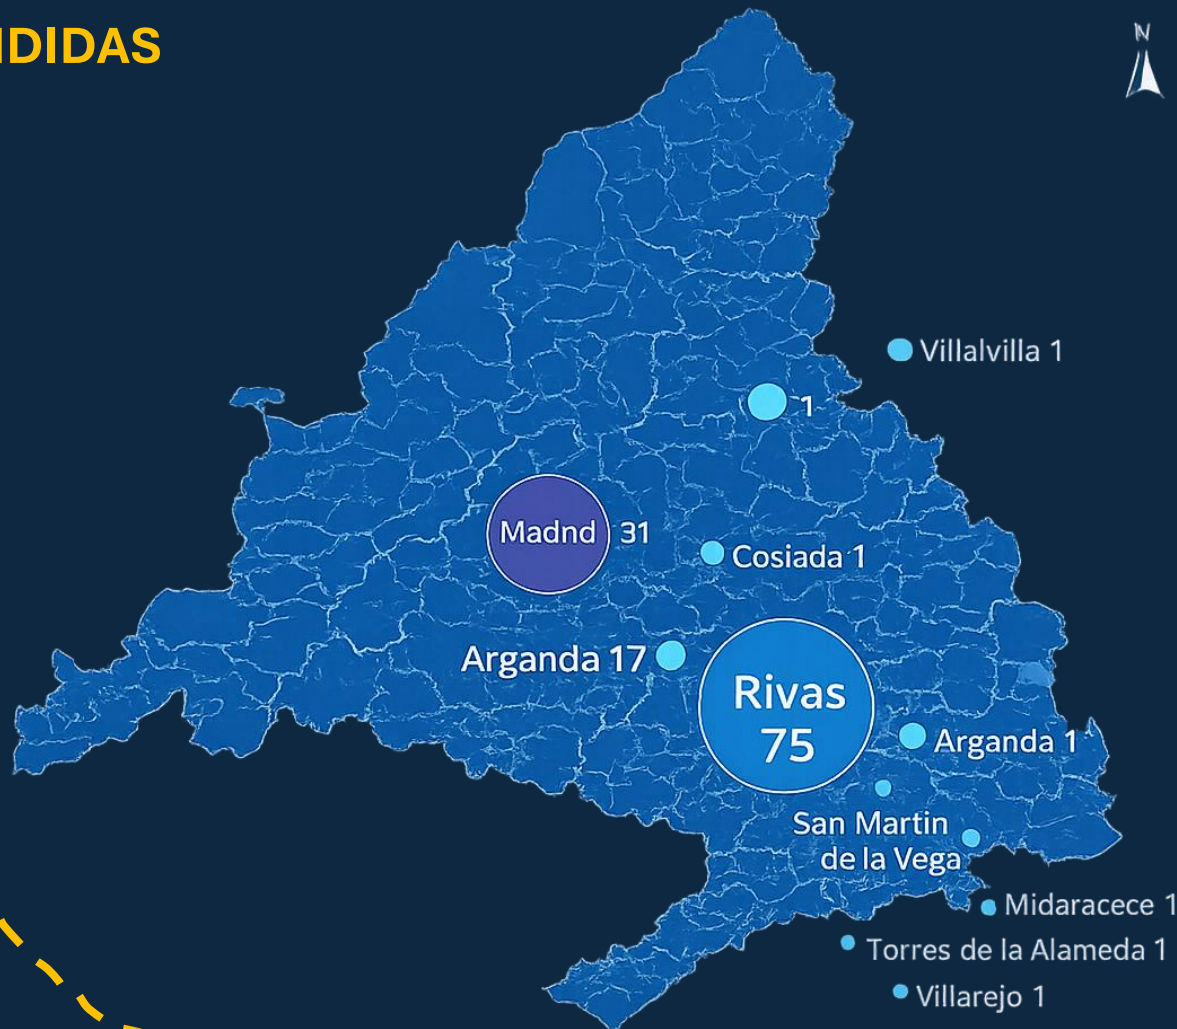 NDIDAS
N
Villalvilla 1
1
Madnd 31
Cosiada 1
Arganda 17
Rivas
75
Arganda 1
San Martin
de la Vega
Midaracece 1
Torres de la Alameda 1
Villarejo 1